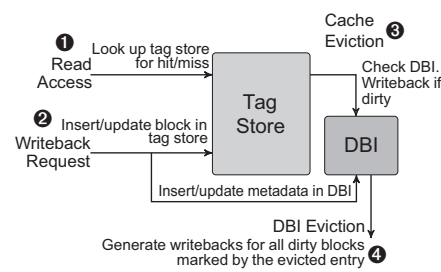 Cache
Eviction ❸
❶
Read
Access
Look up tag store
for hit/miss
Check DBI.
Writeback if
dirty
Tag
Store
DBI
❷
Writeback
Request
Insert/update block in
tag store
Insert/update metadata in DBI
DBI Eviction
Generate writebacks for all dirty blocks
marked by the evicted entry ❹